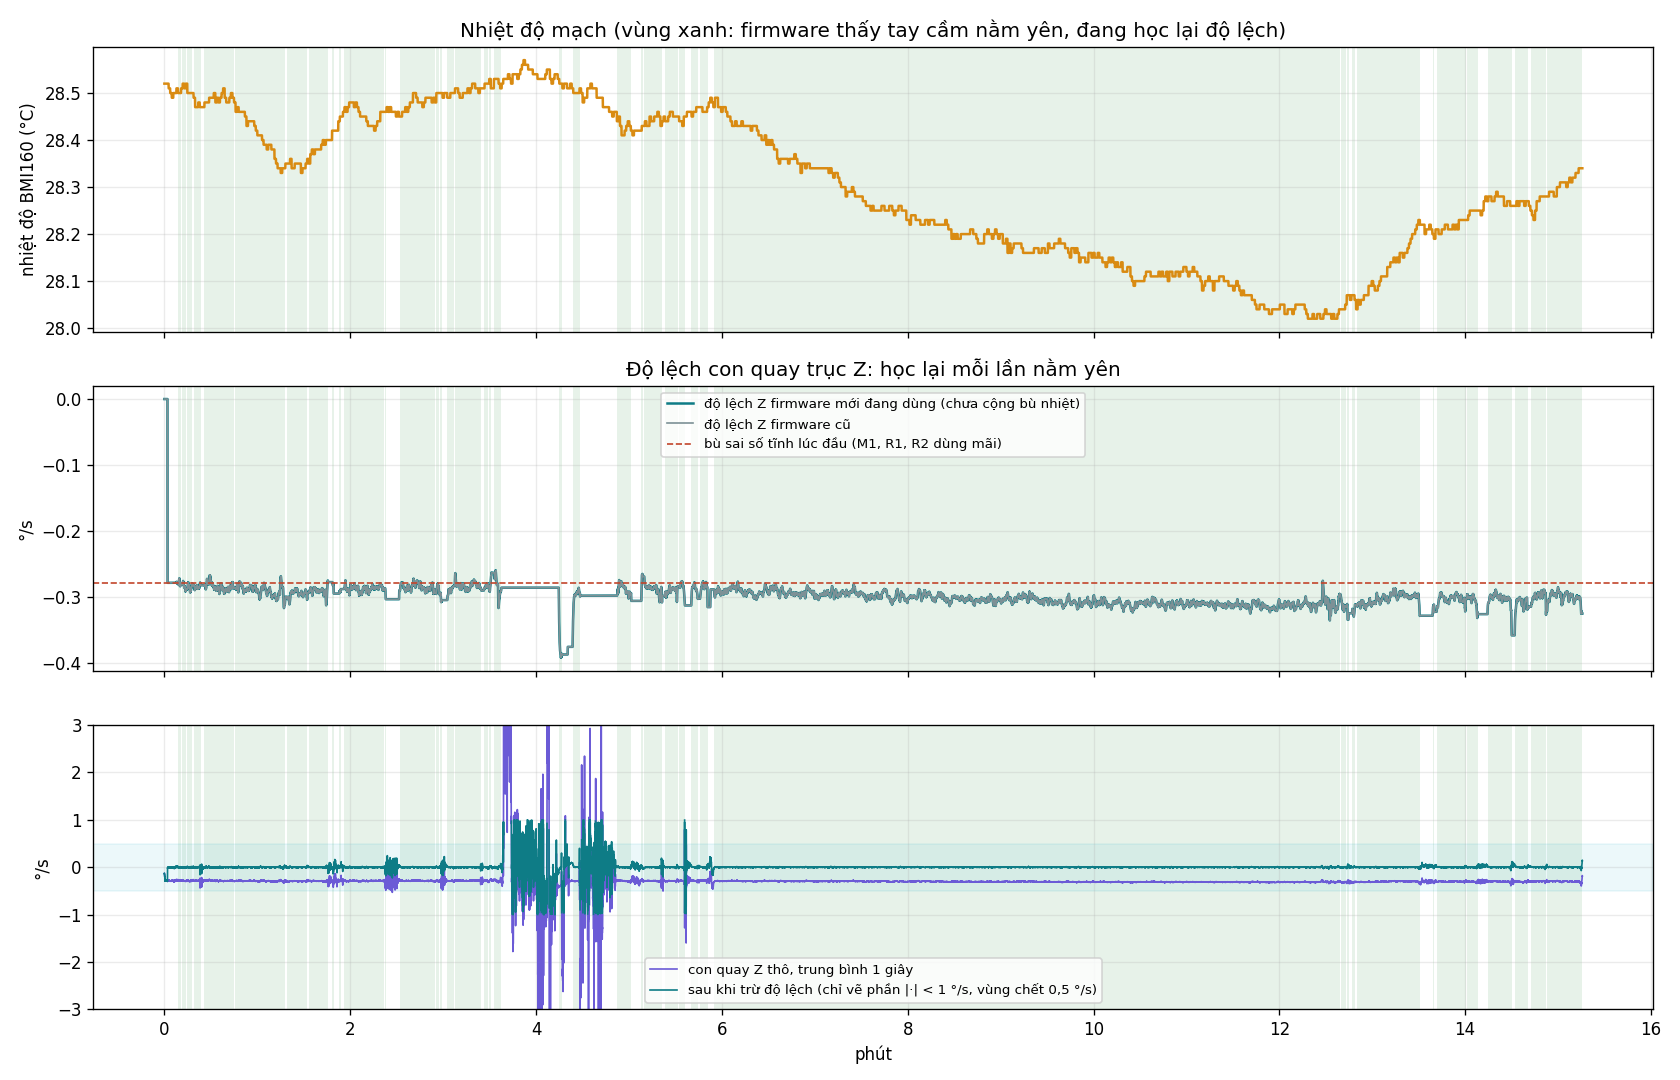 Nhiệt độ mạch (vùng xanh: firmware thấy tay cầm nằm yên, đang học lại độ lệch)
nhiệt độ BMI160 (°C)
28.5
28.4
28.3
28.2
28.1
28.0
Độ lệch con quay trục Z: học lại mỗi lần nằm yên
°/s
0.0
−0.1
−0.2
−0.3
−0.4
độ lệch Z firmware mới đang dùng (chưa cộng bù nhiệt)
độ lệch Z firmware cũ
bù sai số tĩnh lúc đầu (M1, R1, R2 dùng mãi)
°/s
3
2
1
0
−1
−2
−3
con quay Z thô, trung bình 1 giây
sau khi trừ độ lệch (chỉ vẽ phần |·| < 1 °/s, vùng chết 0,5 °/s)
0 2 4 6 8 10 12 14 16
phút